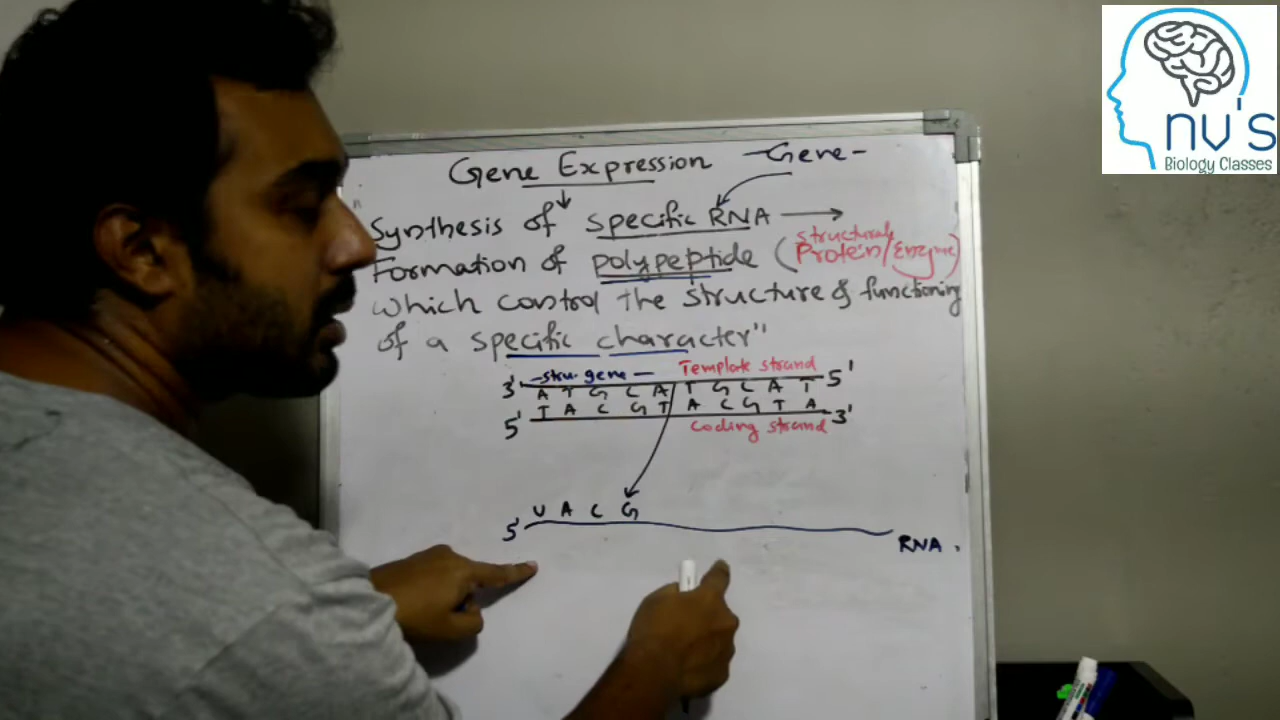 nv's
Biology Classes
Gene Expression -Gene-
Synthesis of specific RNA →
Formation of polypeptide (structural Protein/Enzyme)
which control the structure & functioning
of a specific character"
3' -stru. gene- Template strand 5'
A T G C A T G C A T
T A C G T A C G T A
5' Coding strand 3'
U A C G
5' RNA.